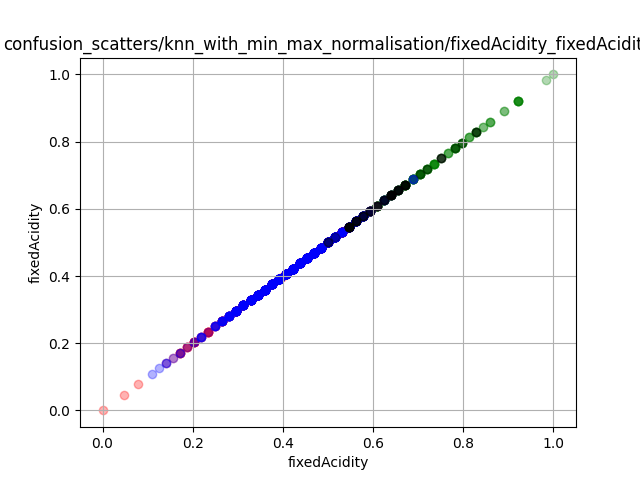 confusion_scatters/knn_with_min_max_normalisation/fixedAcidity_fixedAcidit
1.0
0.8
0.6
0.4
0.2
0.0
fixedAcidity
0.0 0.2 0.4 0.6 0.8 1.0
fixedAcidity